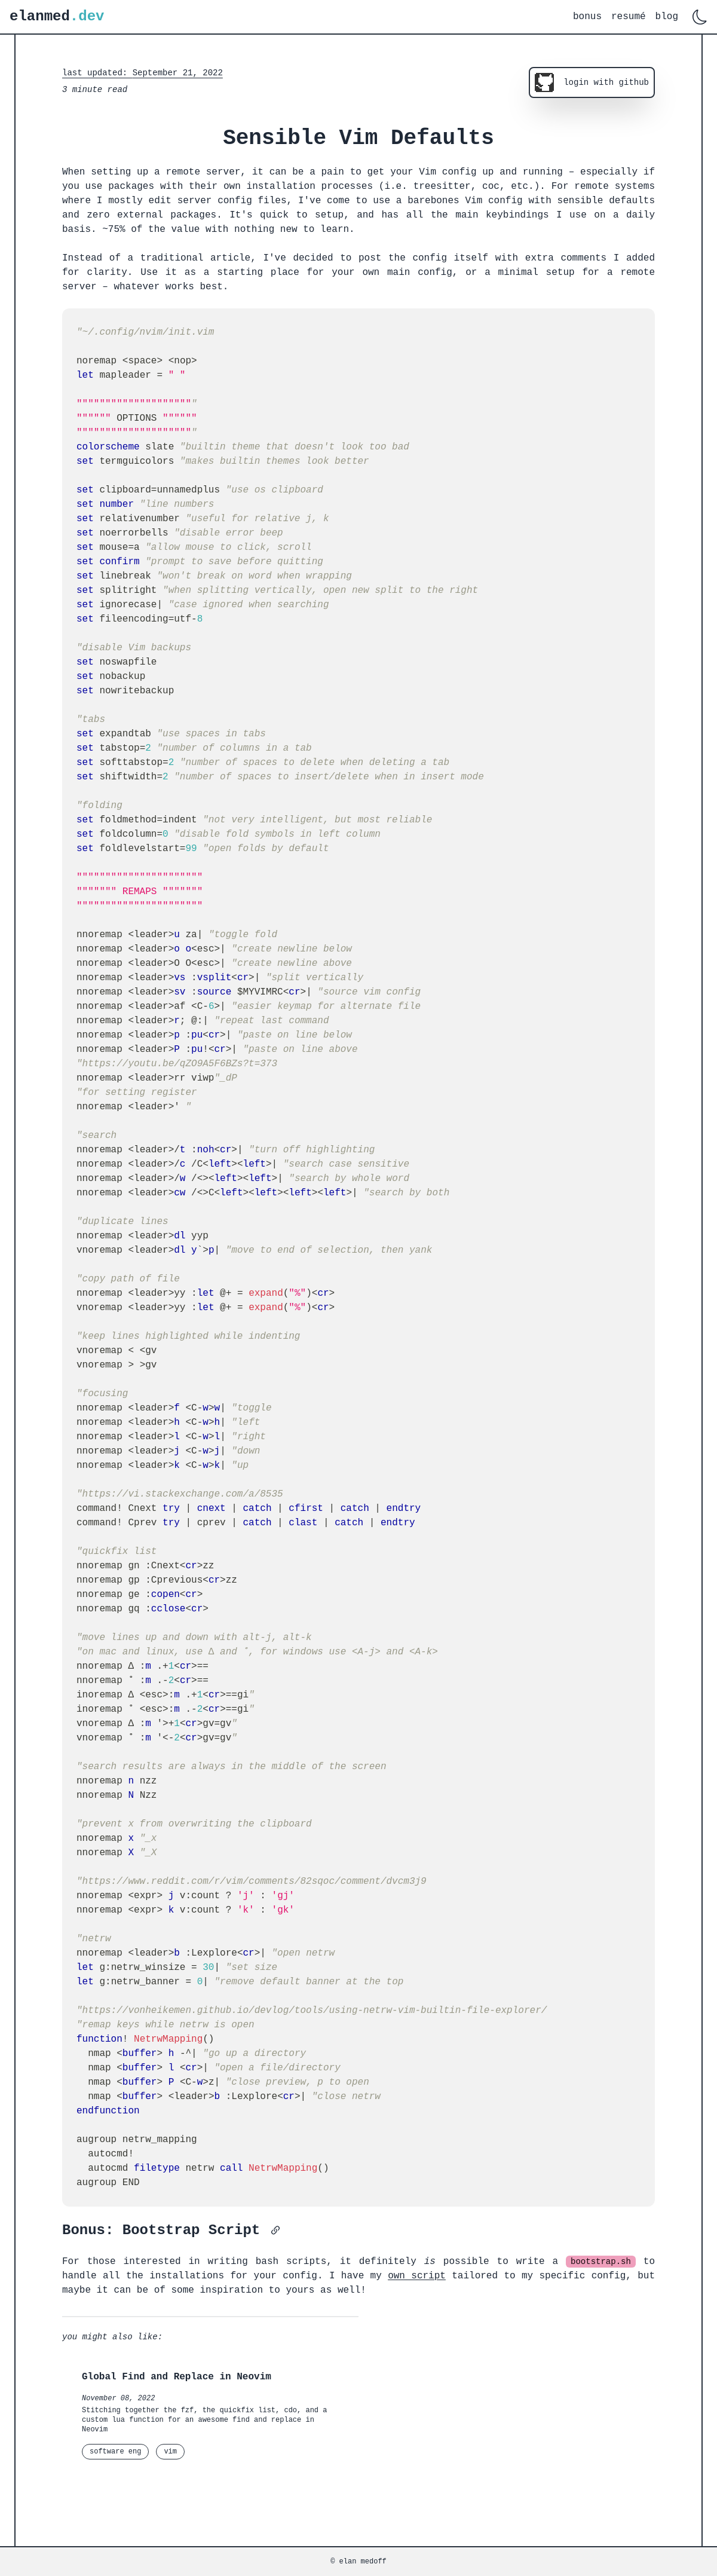 elanmed.dev
bonus resumé blog
last updated: September 21, 2022
3 minute read
login with github
Sensible Vim Defaults
When setting up a remote server, it can be a pain to get your Vim config up and running – especially if
you use packages with their own installation processes (i.e. treesitter, coc, etc.). For remote systems
where I mostly edit server config files, I've come to use a barebones Vim config with sensible defaults
and zero external packages. It's quick to setup, and has all the main keybindings I use on a daily
basis. ~75% of the value with nothing new to learn.
Instead of a traditional article, I've decided to post the config itself with extra comments I added
for clarity. Use it as a starting place for your own main config, or a minimal setup for a remote
server – whatever works best.
"~/.config/nvim/init.vim
noremap <space> <nop>
let mapleader = " "
"""""""""""""""""""""
"""""" OPTIONS """"""
"""""""""""""""""""""
colorscheme slate "builtin theme that doesn't look too bad
set termguicolors "makes builtin themes look better
set clipboard=unnamedplus "use os clipboard
set number "line numbers
set relativenumber "useful for relative j, k
set noerrorbells "disable error beep
set mouse=a "allow mouse to click, scroll
set confirm "prompt to save before quitting
set linebreak "won't break on word when wrapping
set splitright "when splitting vertically, open new split to the right
set ignorecase| "case ignored when searching
set fileencoding=utf-8
"disable Vim backups
set noswapfile
set nobackup
set nowritebackup
"tabs
set expandtab "use spaces in tabs
set tabstop=2 "number of columns in a tab
set softtabstop=2 "number of spaces to delete when deleting a tab
set shiftwidth=2 "number of spaces to insert/delete when in insert mode
"folding
set foldmethod=indent "not very intelligent, but most reliable
set foldcolumn=0 "disable fold symbols in left column
set foldlevelstart=99 "open folds by default
""""""""""""""""""""""
""""""" REMAPS """""""
""""""""""""""""""""""
nnoremap <leader>u za| "toggle fold
nnoremap <leader>o o<esc>| "create newline below
nnoremap <leader>O O<esc>| "create newline above
nnoremap <leader>vs :vsplit<cr>| "split vertically
nnoremap <leader>sv :source $MYVIMRC<cr>| "source vim config
nnoremap <leader>af <C-6>| "easier keymap for alternate file
nnoremap <leader>r; @:| "repeat last command
nnoremap <leader>p :pu<cr>| "paste on line below
nnoremap <leader>P :pu!<cr>| "paste on line above
"https://youtu.be/qZO9A5F6BZs?t=373
nnoremap <leader>rr viwp"_dP
"for setting register
nnoremap <leader>' "
"search
nnoremap <leader>/t :noh<cr>| "turn off highlighting
nnoremap <leader>/c /C<left><left>| "search case sensitive
nnoremap <leader>/w /<><left><left>| "search by whole word
nnoremap <leader>cw /<>C<left><left><left><left>| "search by both
"duplicate lines
nnoremap <leader>dl yyp
vnoremap <leader>dl y`>p| "move to end of selection, then yank
"copy path of file
nnoremap <leader>yy :let @+ = expand("%")<cr>
vnoremap <leader>yy :let @+ = expand("%")<cr>
"keep lines highlighted while indenting
vnoremap < <gv
vnoremap > >gv
"focusing
nnoremap <leader>f <C-w>w| "toggle
nnoremap <leader>h <C-w>h| "left
nnoremap <leader>l <C-w>l| "right
nnoremap <leader>j <C-w>j| "down
nnoremap <leader>k <C-w>k| "up
"https://vi.stackexchange.com/a/8535
command! Cnext try | cnext | catch | cfirst | catch | endtry
command! Cprev try | cprev | catch | clast | catch | endtry
"quickfix list
nnoremap gn :Cnext<cr>zz
nnoremap gp :Cprevious<cr>zz
nnoremap ge :copen<cr>
nnoremap gq :cclose<cr>
"move lines up and down with alt-j, alt-k
"on mac and linux, use ∆ and ˚, for windows use <A-j> and <A-k>
nnoremap ∆ :m .+1<cr>==
nnoremap ˚ :m .-2<cr>==
inoremap ∆ <esc>:m .+1<cr>==gi"
inoremap ˚ <esc>:m .-2<cr>==gi"
vnoremap ∆ :m '>+1<cr>gv=gv"
vnoremap ˚ :m '<-2<cr>gv=gv"
"search results are always in the middle of the screen
nnoremap n nzz
nnoremap N Nzz
"prevent x from overwriting the clipboard
nnoremap x "_x
nnoremap X "_X
"https://www.reddit.com/r/vim/comments/82sqoc/comment/dvcm3j9
nnoremap <expr> j v:count ? 'j' : 'gj'
nnoremap <expr> k v:count ? 'k' : 'gk'
"netrw
nnoremap <leader>b :Lexplore<cr>| "open netrw
let g:netrw_winsize = 30| "set size
let g:netrw_banner = 0| "remove default banner at the top
"https://vonheikemen.github.io/devlog/tools/using-netrw-vim-builtin-file-explorer/
"remap keys while netrw is open
function! NetrwMapping()
nmap <buffer> h -^| "go up a directory
nmap <buffer> l <cr>| "open a file/directory
nmap <buffer> P <C-w>z| "close preview, p to open
nmap <buffer> <leader>b :Lexplore<cr>| "close netrw
endfunction
augroup netrw_mapping
autocmd!
autocmd filetype netrw call NetrwMapping()
augroup END
Bonus: Bootstrap Script
For those interested in writing bash scripts, it definitely is possible to write a bootstrap.sh to
handle all the installations for your config. I have my own script tailored to my specific config, but
maybe it can be of some inspiration to yours as well!
you might also like:
Global Find and Replace in Neovim
November 08, 2022
Stitching together the fzf, the quickfix list, cdo, and a
custom lua function for an awesome find and replace in
Neovim
software eng vim
© elan medoff